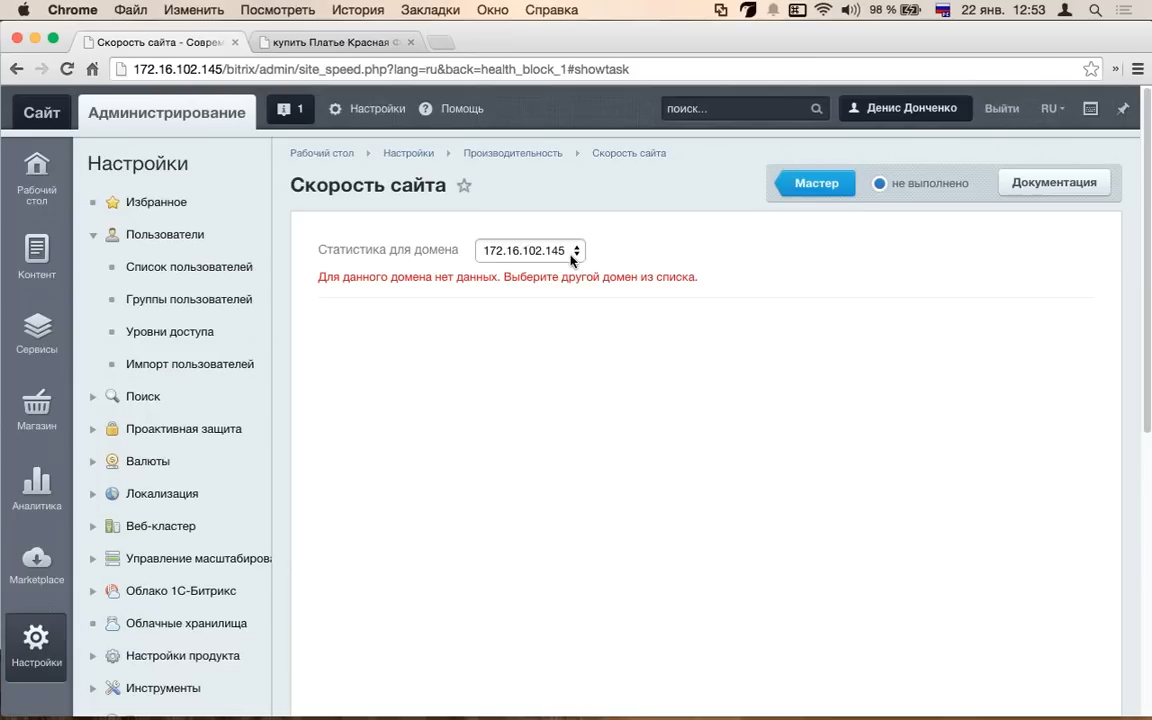 Chrome Файл Изменить Посмотреть История Закладки Окно Справка 98 % 22 янв. 12:53
Скорость сайта - Соврем купить Платье Красная Ф
172.16.102.145/bitrix/admin/site_speed.php?lang=ru&back=health_block_1#showtask »
Сайт Администрирование 1 Настройки Помощь поиск... Денис Донченко Выйти RU
Рабочий стол
Контент
Сервисы
Магазин
Аналитика
Marketplace
Настройки
Настройки
Избранное
Пользователи
Список пользователей
Группы пользователей
Уровни доступа
Импорт пользователей
Поиск
Проактивная защита
Валюты
Локализация
Веб-кластер
Управление масштабирова
Облако 1С-Битрикс
Облачные хранилища
Настройки продукта
Инструменты
Рабочий стол Настройки Производительность Скорость сайта
Скорость сайта Мастер не выполнено Документация
Статистика для домена 172.16.102.145
Для данного домена нет данных. Выберите другой домен из списка.